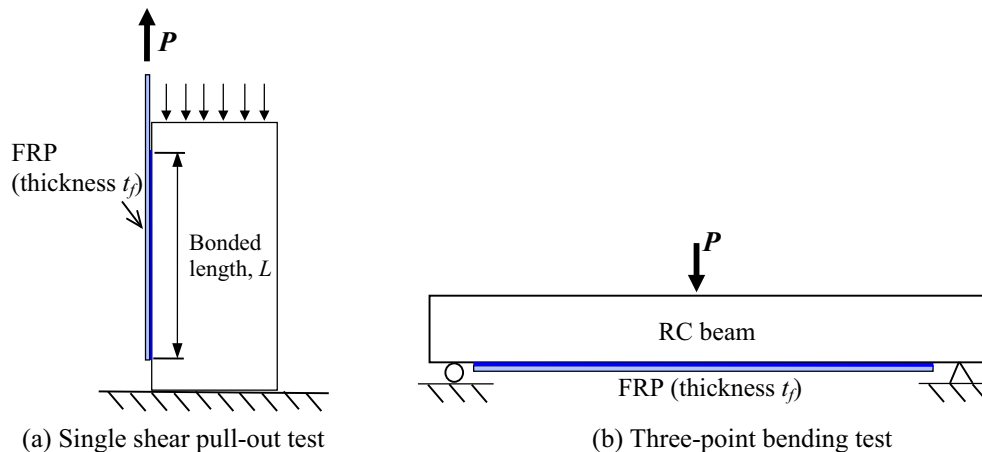 P
FRP
(thickness t_f)
Bonded
length, L
(a) Single shear pull-out test
P
RC beam
FRP (thickness t_f)
(b) Three-point bending test